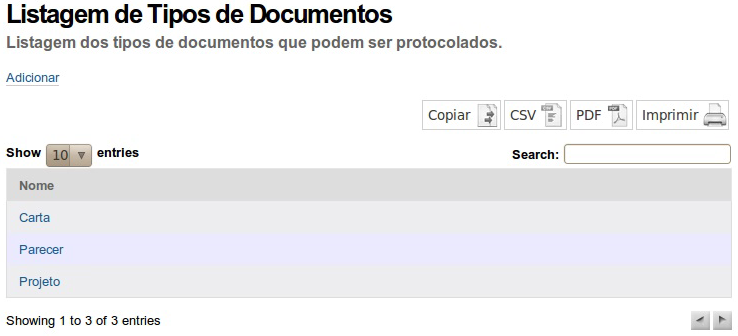 Listagem de Tipos de Documentos
Listagem dos tipos de documentos que podem ser protocolados.
Adicionar
Copiar CSV PDF Imprimir
Show 10 entries Search:
Nome
Carta
Parecer
Projeto
Showing 1 to 3 of 3 entries